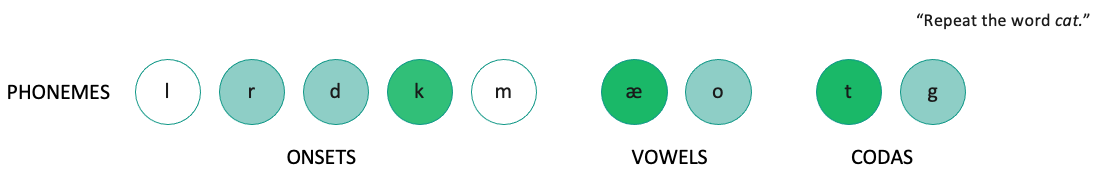 “Repeat the word cat.”
PHONEMES l r d k m æ o t g
ONSETS VOWELS CODAS